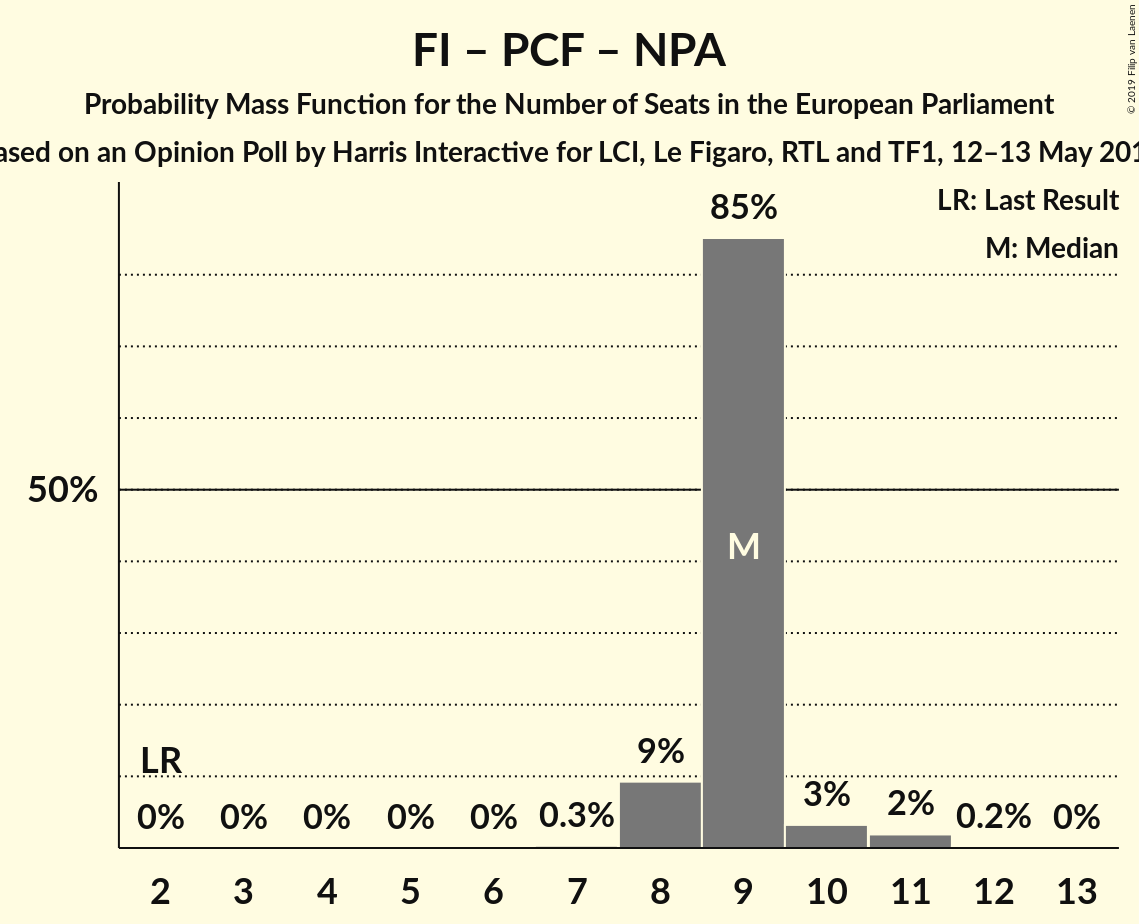 FI – PCF – NPA
Probability Mass Function for the Number of Seats in the European Parliament
on an Opinion Poll by Harris Interactive for LCI, Le Figaro, RTL and TF1, 12–13 May
© 2019 Filip van Laenen
LR: Last Result
M: Median
85%
50%
M
LR
9%
3%
2%
0% 0% 0% 0% 0% 0.3% 0.2% 0%
2 3 4 5 6 7 8 9 10 11 12 13